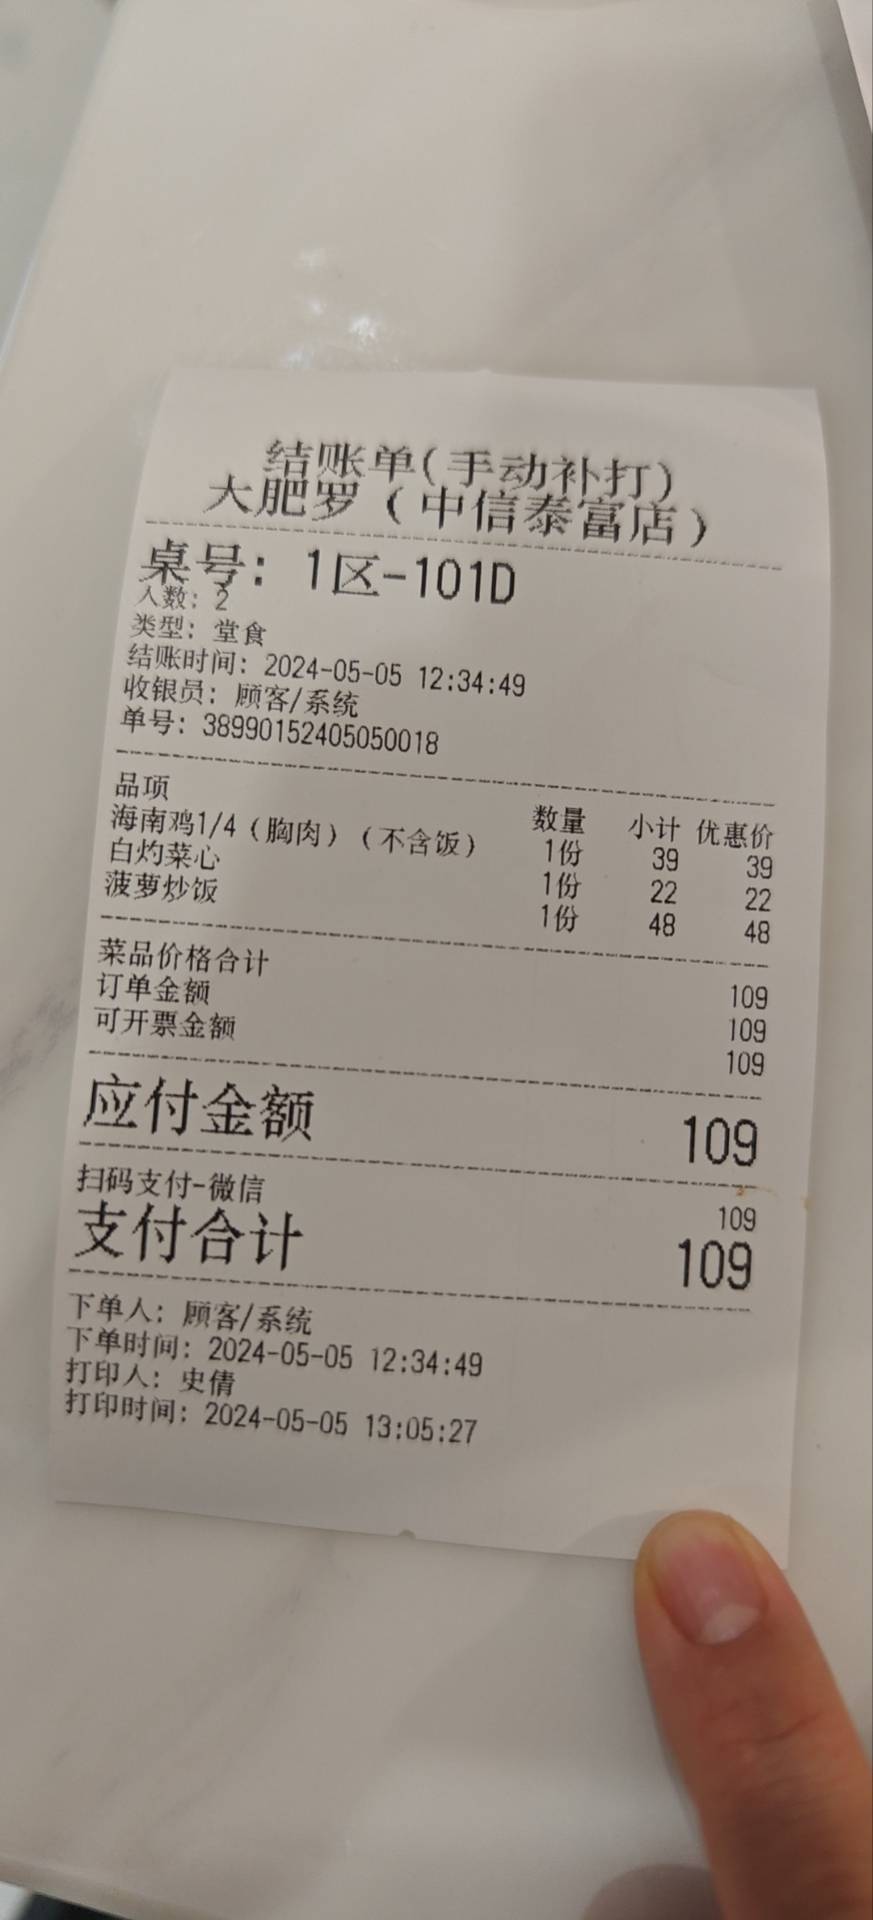 结账单(手动补打)
大肥罗（中信泰富店）
桌号: 1区-101D
人数: 2
类型: 堂食
结账时间: 2024-05-05 12:34:49
收银员: 顾客/系统
单号: 38990152405050018
品项 数量 小计 优惠价
海南鸡1/4（胸肉）（不含饭） 1份 39 39
白灼菜心 1份 22 22
菠萝炒饭 1份 48 48
菜品价格合计 109
订单金额 109
可开票金额 109
应付金额 109
扫码支付-微信 109
支付合计 109
下单人: 顾客/系统
下单时间: 2024-05-05 12:34:49
打印人: 史倩
打印时间: 2024-05-05 13:05:27